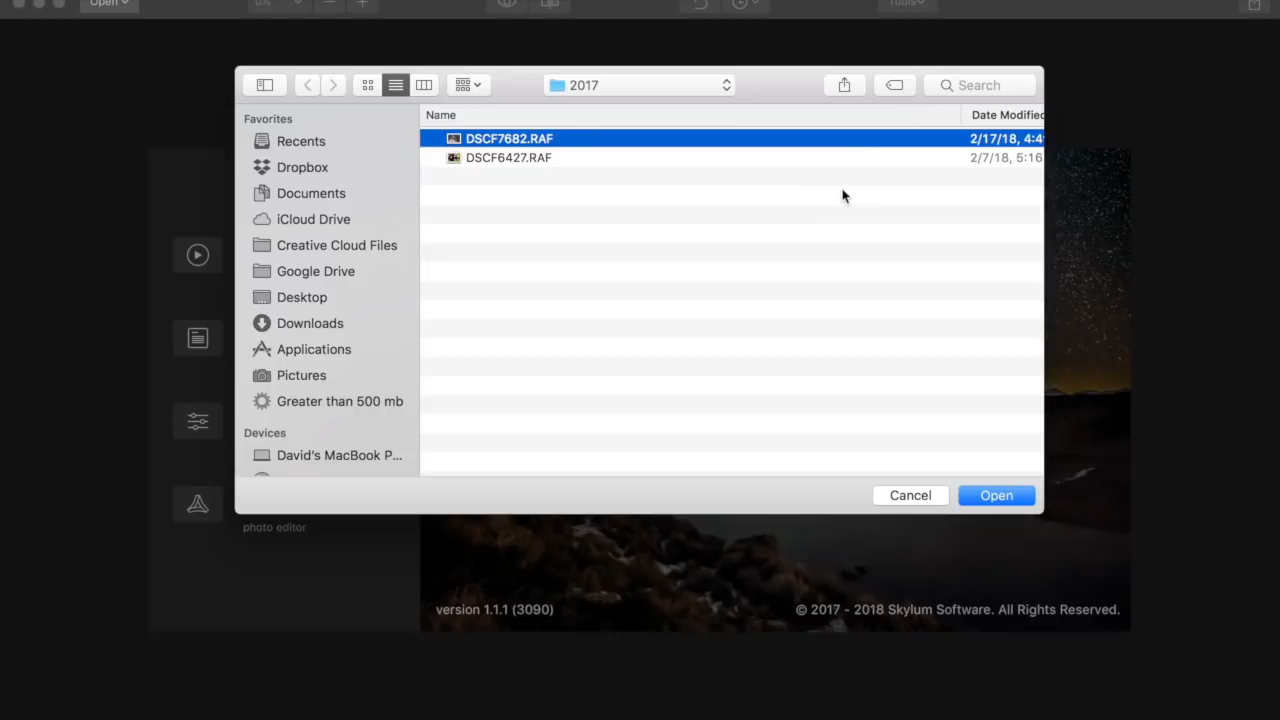 Open
0%
Tools
2017
Search
Favorites
Name
Date Modified
Recents
DSCF7682.RAF
2/17/18, 4:4
DSCF6427.RAF
2/7/18, 5:16
Dropbox
Documents
iCloud Drive
Creative Cloud Files
Google Drive
Desktop
Downloads
Applications
Pictures
Greater than 500 mb
Devices
David's MacBook P...
Cancel
Open
photo editor
version 1.1.1 (3090)
© 2017 - 2018 Skylum Software. All Rights Reserved.